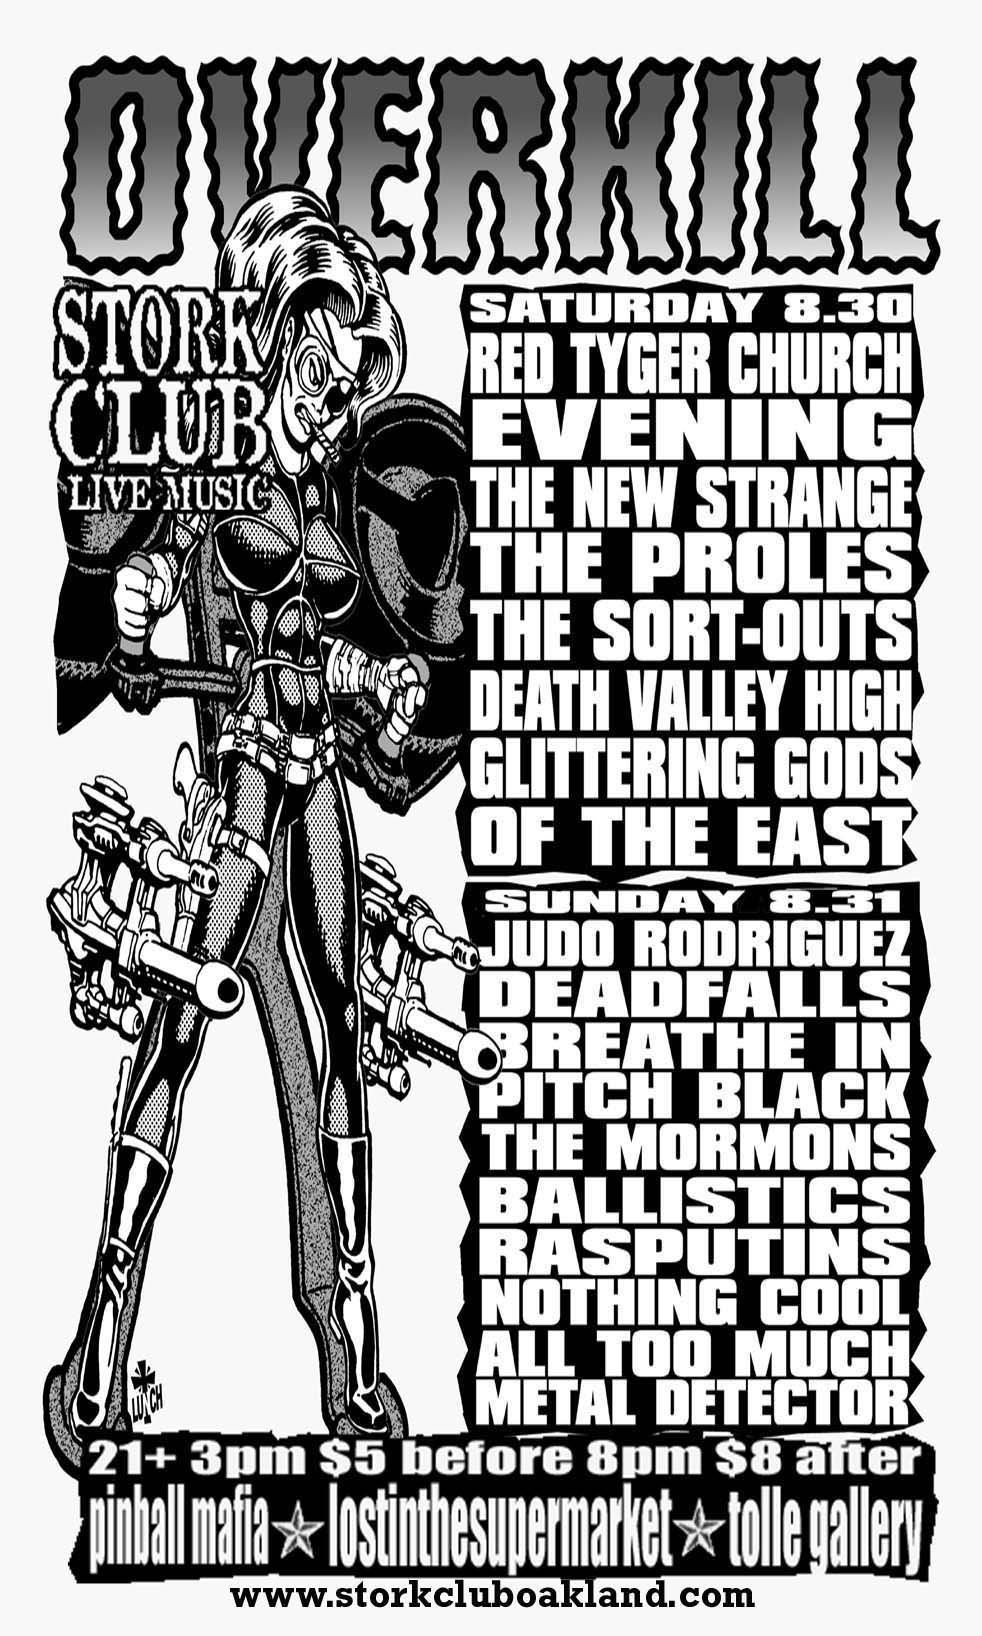 OVERKILL
STORK
CLUB
LIVE MUSIC
SATURDAY 8.30
RED TYGER CHURCH
EVENING
THE NEW STRANGE
THE PROLES
THE SORT-OUTS
DEATH VALLEY HIGH
GLITTERING GODS
OF THE EAST
SUNDAY 8.31
JUDO RODRIGUEZ
DEADFALLS
BREATHE IN
PITCH BLACK
THE MORMONS
BALLISTICS
RASPUTINS
NOTHING COOL
ALL TOO MUCH
METAL DETECTOR
LUNCH
21+ 3pm $5 before 8pm $8 after
pinball mafia ★ lostinthesupermarket ★ tolle gallery
www.storkcluboakland.com